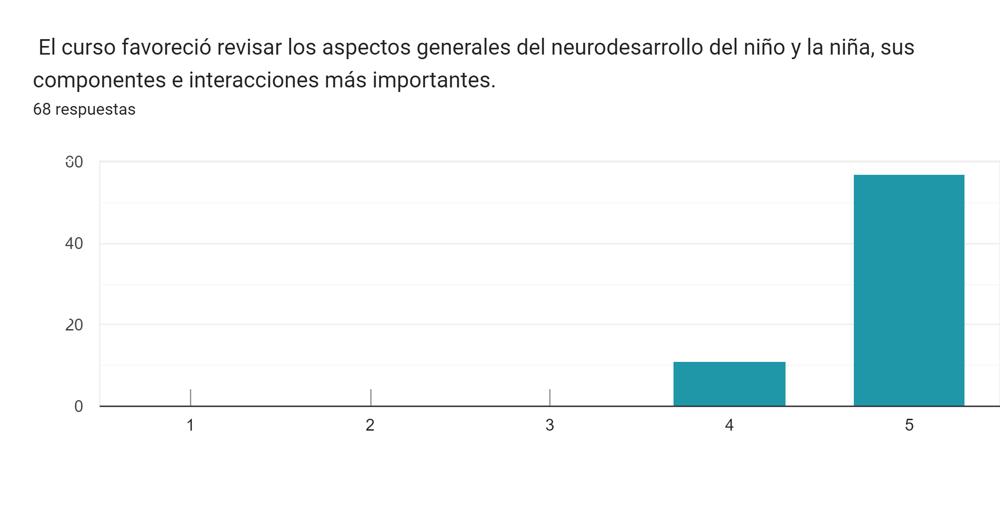 El curso favoreció revisar los aspectos generales del neurodesarrollo del niño y la niña, sus
componentes e interacciones más importantes.
68 respuestas
60
40
20
0
1 2 3 4 5